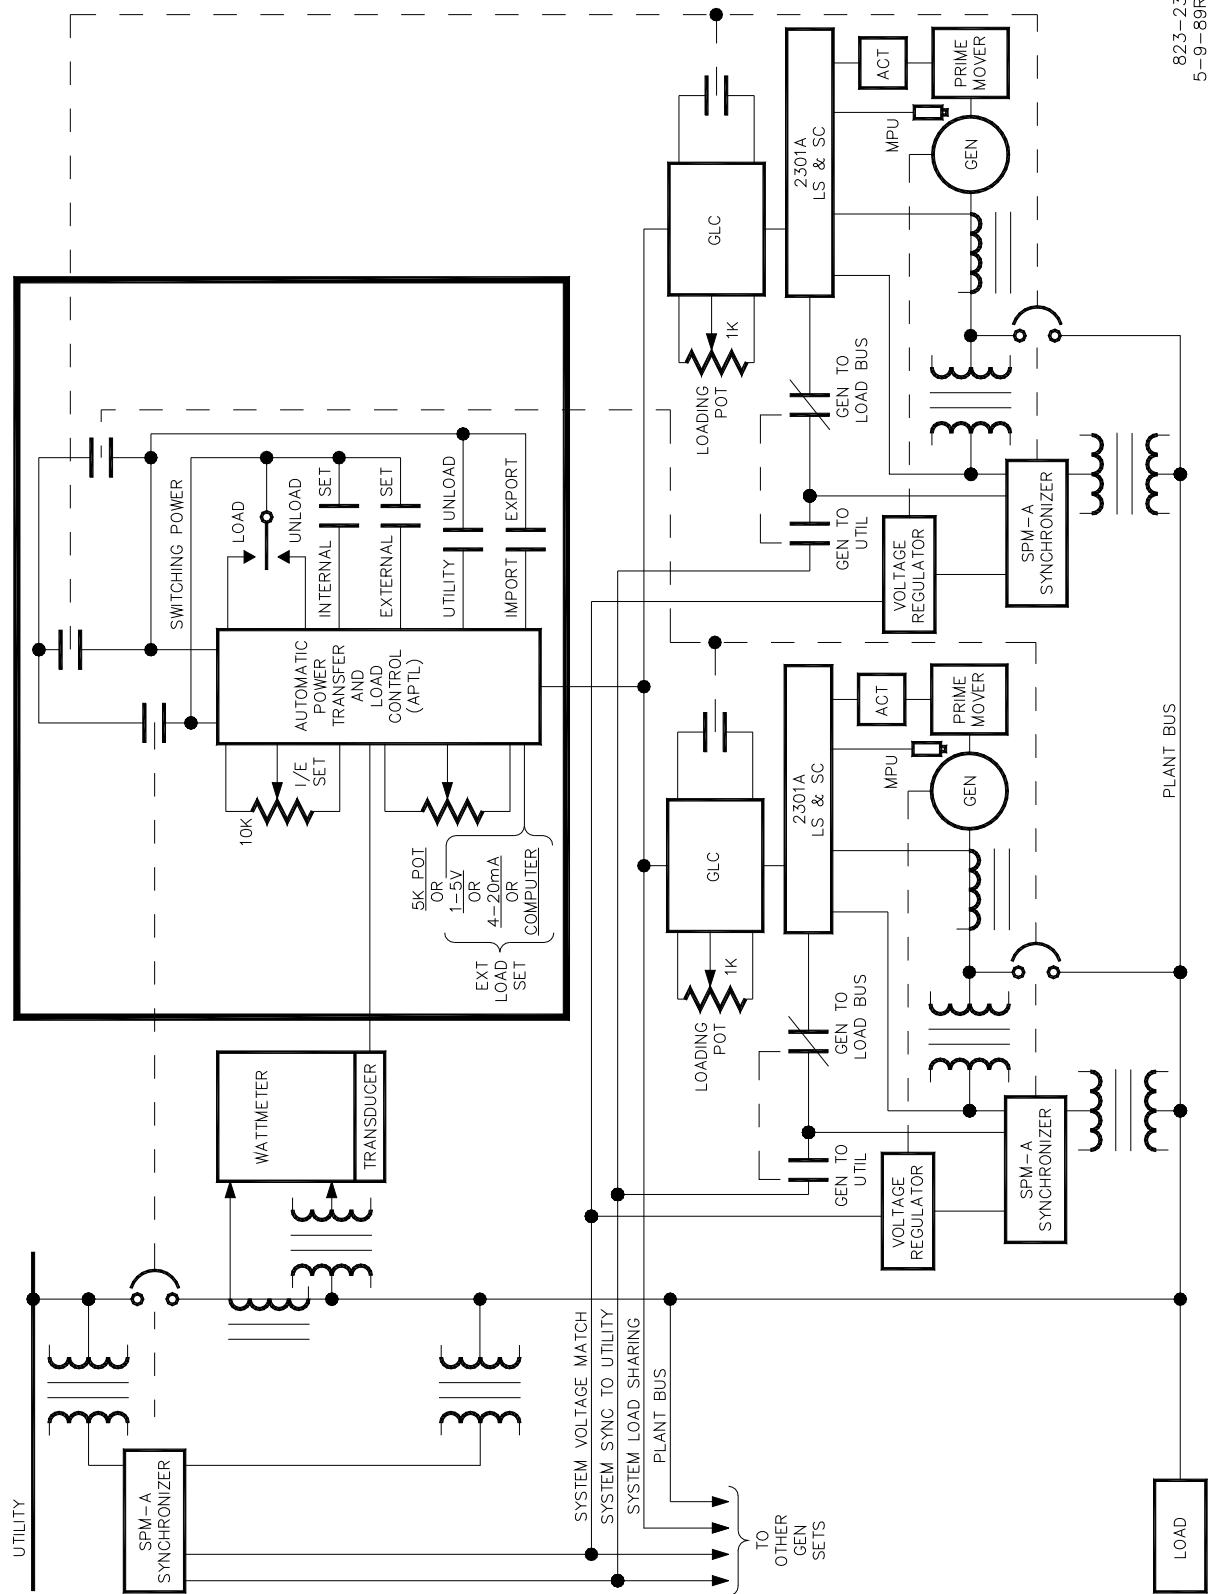 UTILITY
SPM-A
SYNCHRONIZER
WATTMETER
TRANSDUCER
SWITCHING POWER
LOAD
UNLOAD
INTERNAL SET
EXTERNAL SET
UTILITY UNLOAD
IMPORT EXPORT
AUTOMATIC
POWER
TRANSFER
AND
LOAD
CONTROL
(APTL)
10K
I/E
SET
5K POT
OR
1-5V
OR
4-20mA
OR
COMPUTER
EXT
LOAD
SET
SYSTEM VOLTAGE MATCH
SYSTEM SYNC TO UTILITY
SYSTEM LOAD SHARING
PLANT BUS
TO
OTHER
GEN
SETS
GLC
1K
LOADING
POT
2301A
LS & SC
ACT
PRIME
MOVER
MPU
GEN
GEN TO
LOAD BUS
GEN TO
UTIL
VOLTAGE
REGULATOR
SPM-A
SYNCHRONIZER
GLC
1K
LOADING
POT
2301A
LS & SC
ACT
PRIME
MOVER
MPU
GEN
GEN TO
LOAD BUS
GEN TO
UTIL
VOLTAGE
REGULATOR
SPM-A
SYNCHRONIZER
PLANT BUS
LOAD